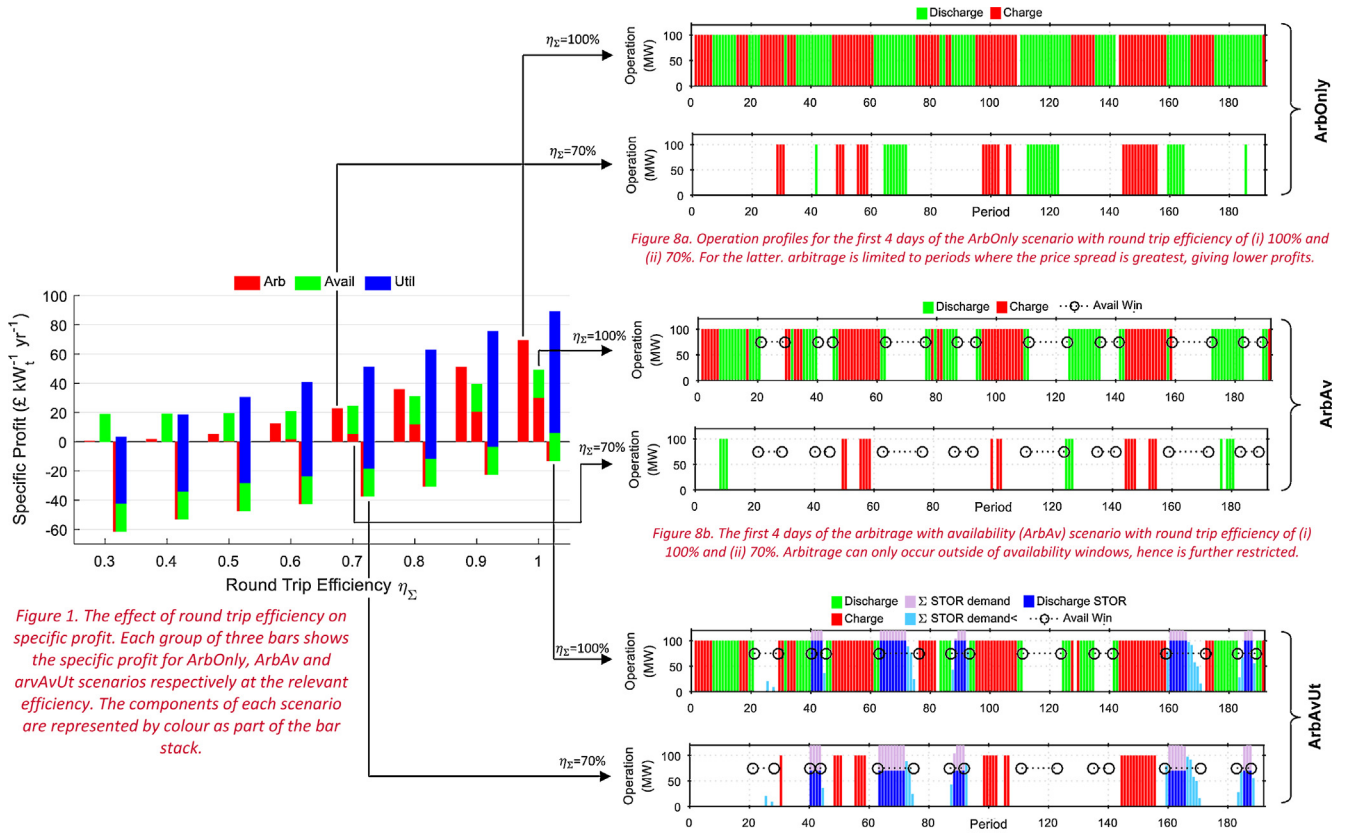 Discharge Charge
η_Σ=100%
Operation
(MW)
100
50
0
0 20 40 60 80 100 120 140 160 180
η_Σ=70%
Operation
(MW)
100
50
0
0 20 40 60 80 100 120 140 160 180
Period
ArbOnly
Figure 8a. Operation profiles for the first 4 days of the ArbOnly scenario with round trip efficiency of (i) 100% and
(ii) 70%. For the latter. arbitrage is limited to periods where the price spread is greatest, giving lower profits.
Arb Avail Util
Specific Profit (£ kW_t^-1 yr^-1)
100
80
60
40
20
0
-20
-40
-60
0.3 0.4 0.5 0.6 0.7 0.8 0.9 1
Round Trip Efficiency η_Σ
Figure 1. The effect of round trip efficiency on
specific profit. Each group of three bars shows
the specific profit for ArbOnly, ArbAv and
arvAvUt scenarios respectively at the relevant
efficiency. The components of each scenario
are represented by colour as part of the bar
stack.
Discharge Charge Avail Win
η_Σ=100%
Operation
(MW)
100
50
0
0 20 40 60 80 100 120 140 160 180
η_Σ=70%
Operation
(MW)
100
50
0
0 20 40 60 80 100 120 140 160 180
Period
ArbAv
Figure 8b. The first 4 days of the arbitrage with availability (ArbAv) scenario with round trip efficiency of (i)
100% and (ii) 70%. Arbitrage can only occur outside of availability windows, hence is further restricted.
Discharge Σ STOR demand Discharge STOR
Charge Σ STOR demand< Avail Win
η_Σ=100%
Operation
(MW)
100
50
0
0 20 40 60 80 100 120 140 160 180
η_Σ=70%
Operation
(MW)
100
50
0
0 20 40 60 80 100 120 140 160 180
Period
ArbAvUt